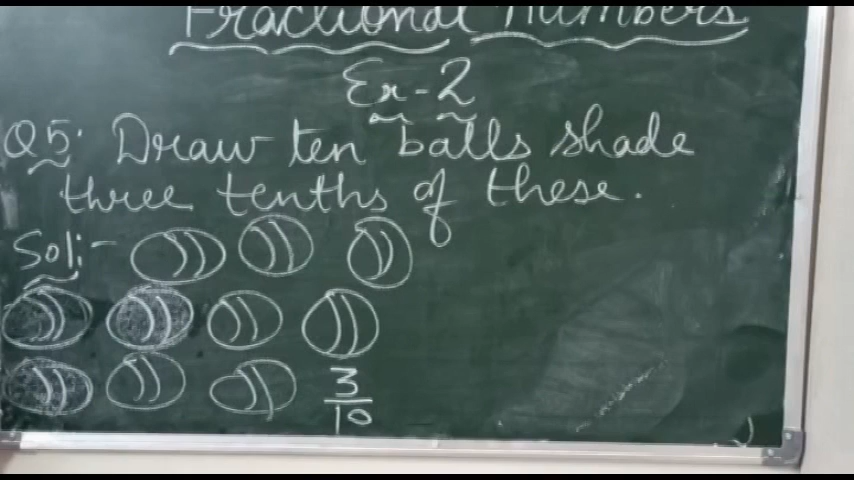 Fractional Numbers
Ex-2
Q5. Draw ten balls shade
three tenths of these.
Sol:-
3
10